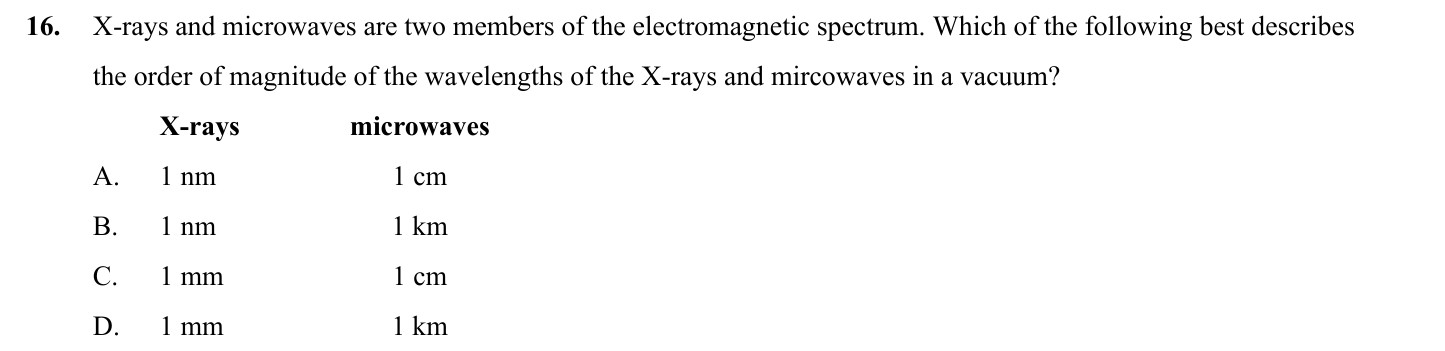 16. X-rays and microwaves are two members of the electromagnetic spectrum. Which of the following best describes
the order of magnitude of the wavelengths of the X-rays and mircowaves in a vacuum?
X-rays microwaves
A. 1 nm 1 cm
B. 1 nm 1 km
C. 1 mm 1 cm
D. 1 mm 1 km